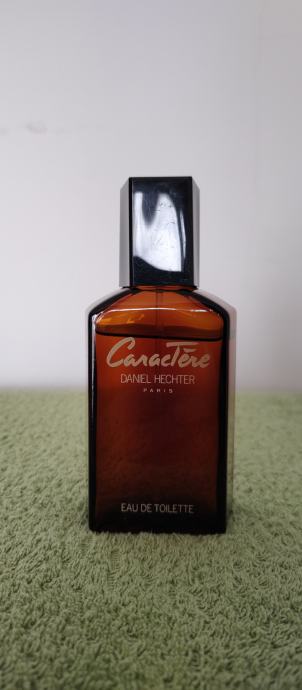 CaracTère
DANIEL HECHTER
PARIS
EAU DE TOILETTE